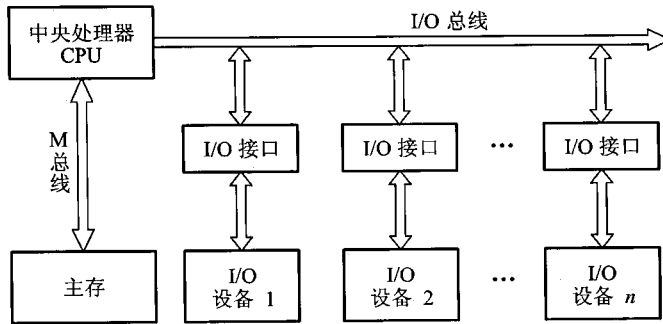 中央处理器
CPU
I/O 总线
M
总
线
I/O 接口
I/O 接口
...
I/O 接口
主存
I/O
设备 1
I/O
设备 2
...
I/O
设备 n